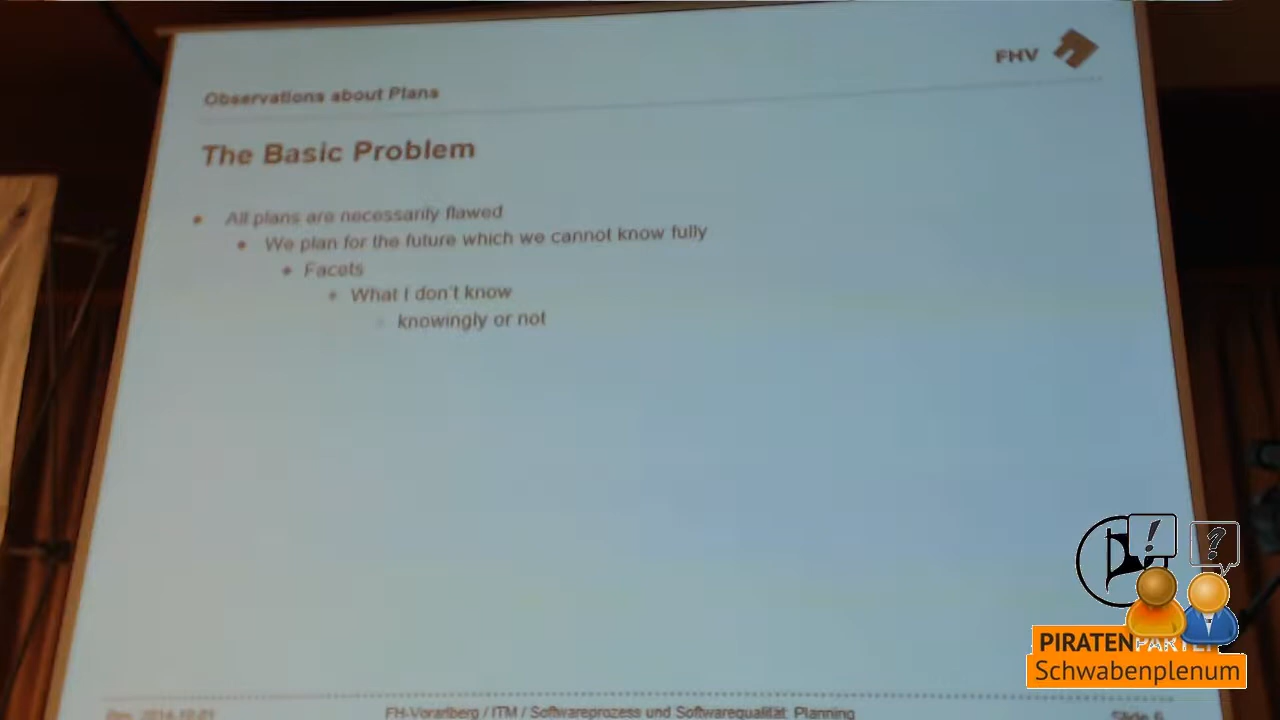 FHV
Observations about Plans
The Basic Problem
All plans are necessarily flawed
We plan for the future which we cannot know fully
Facets
What I don't know
knowingly or not
!
?
PIRATENPARTEI
Schwabenplenum
FH-Vorarlberg / ITM / Softwareprozess und Softwarequalität: Planning
Slide